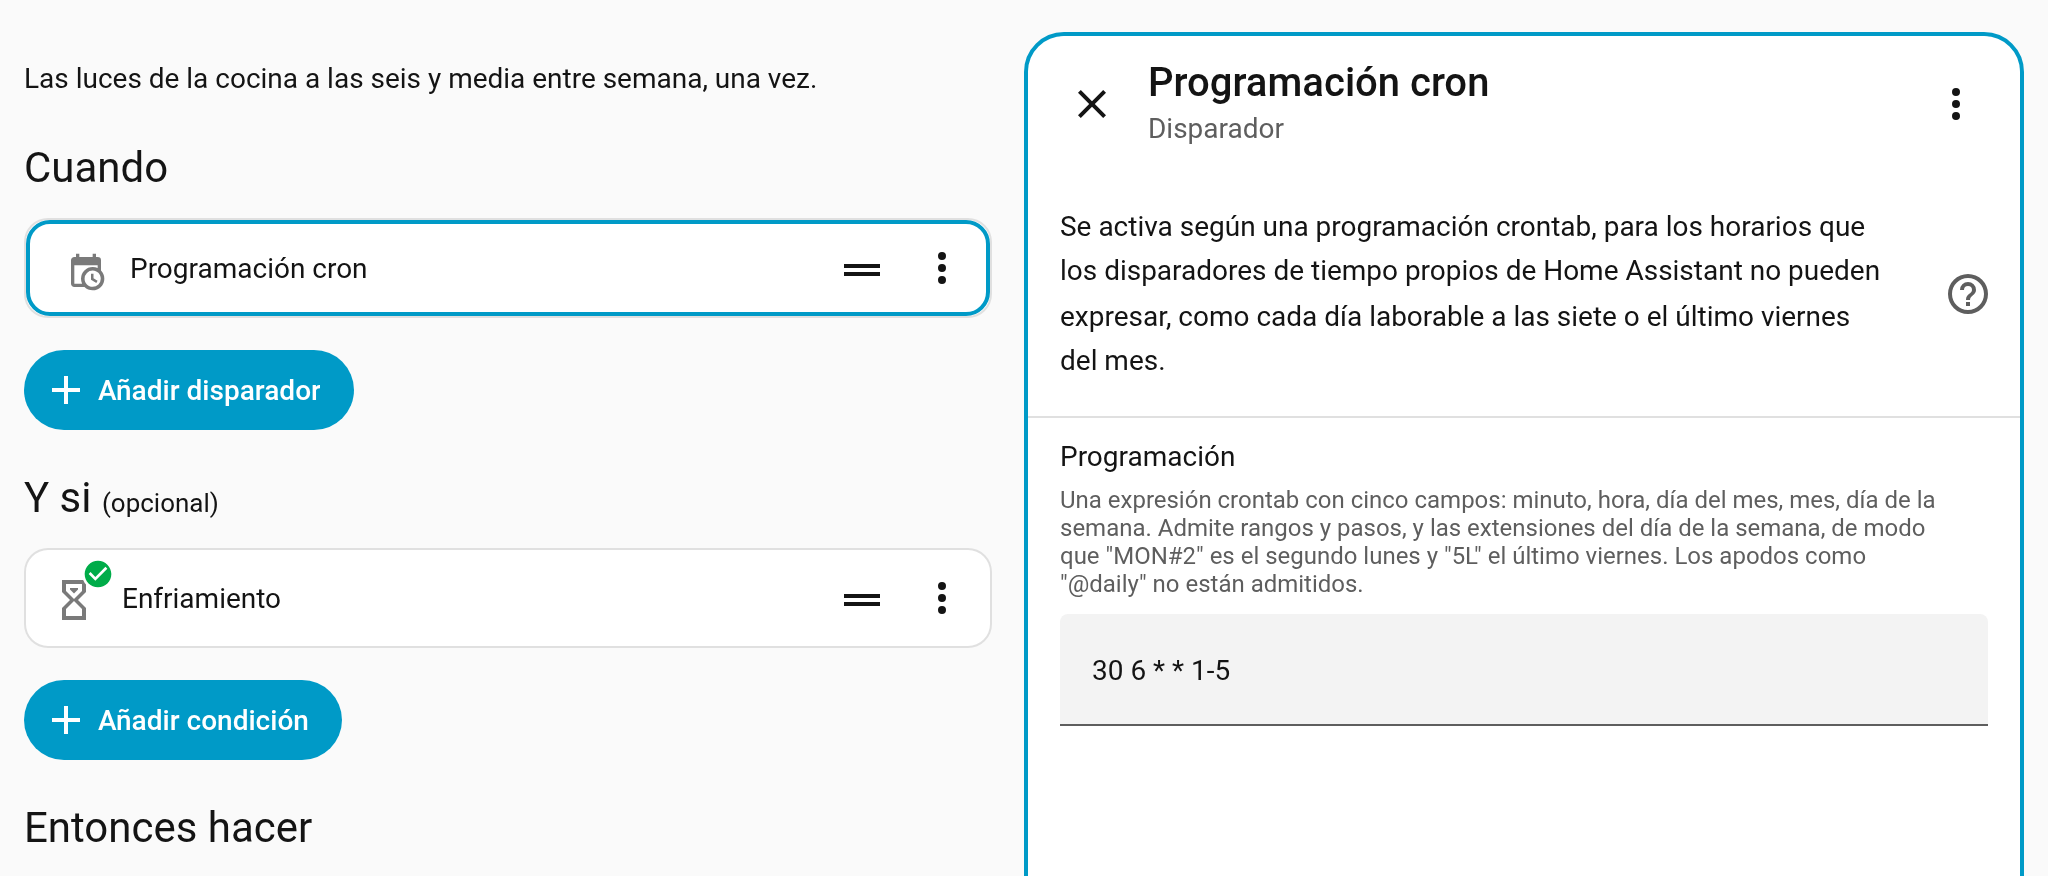 Las luces de la cocina a las seis y media entre semana, una vez.
Cuando
Programación cron
Añadir disparador
Y si (opcional)
Enfriamiento
Añadir condición
Entonces hacer
Programación cron
Disparador
Se activa según una programación crontab, para los horarios que
los disparadores de tiempo propios de Home Assistant no pueden
expresar, como cada día laborable a las siete o el último viernes
del mes.
Programación
Una expresión crontab con cinco campos: minuto, hora, día del mes, mes, día de la
semana. Admite rangos y pasos, y las extensiones del día de la semana, de modo
que "MON#2" es el segundo lunes y "5L" el último viernes. Los apodos como
"@daily" no están admitidos.
30 6 * * 1-5